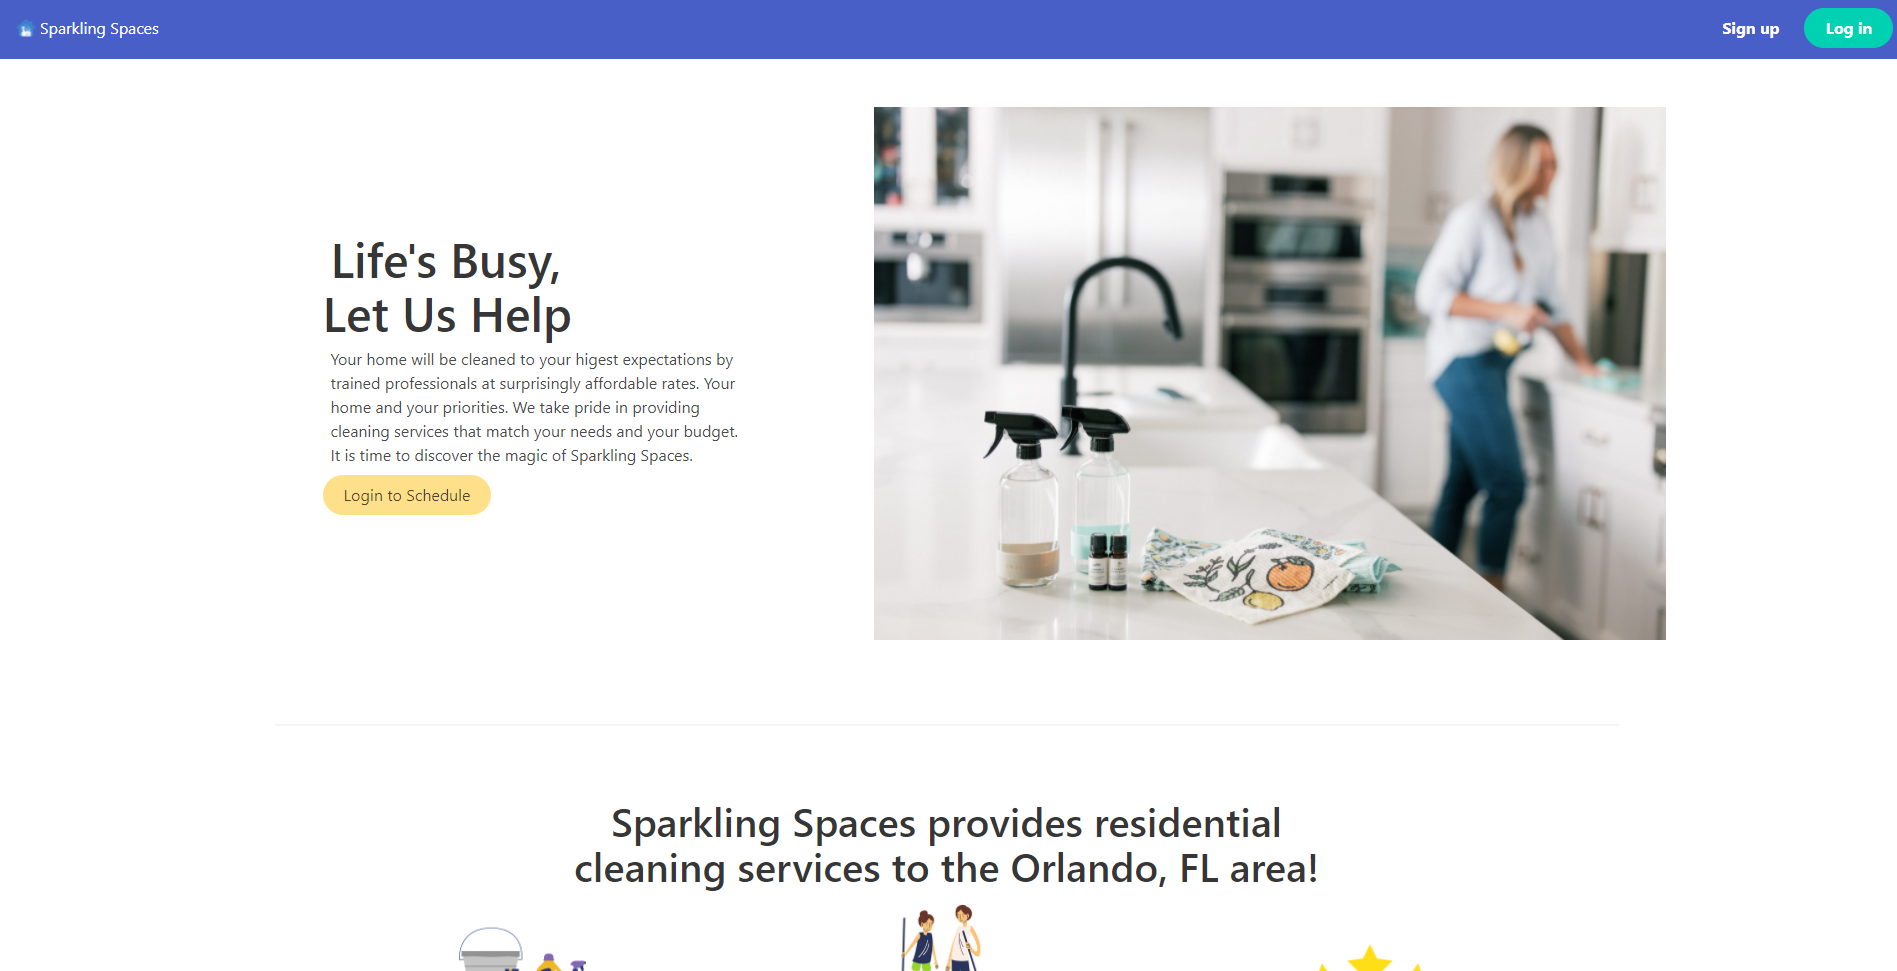 Sparkling Spaces
Sign up
Log in
Life's Busy,
Let Us Help
Your home will be cleaned to your higest expectations by
trained professionals at surprisingly affordable rates. Your
home and your priorities. We take pride in providing
cleaning services that match your needs and your budget.
It is time to discover the magic of Sparkling Spaces.
Login to Schedule
Sparkling Spaces provides residential
cleaning services to the Orlando, FL area!